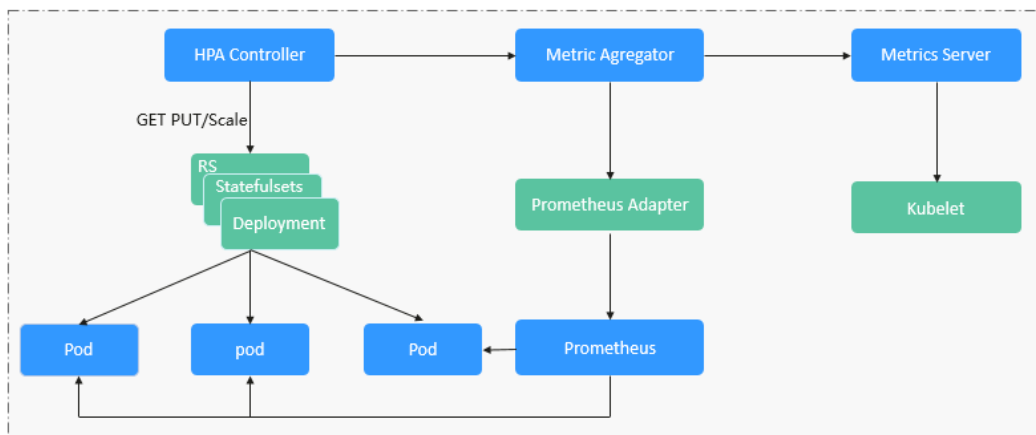 HPA Controller
Metric Agregator
Metrics Server
GET PUT/Scale
RS
Statefulsets
Deployment
Prometheus Adapter
Kubelet
Pod
pod
Pod
Prometheus